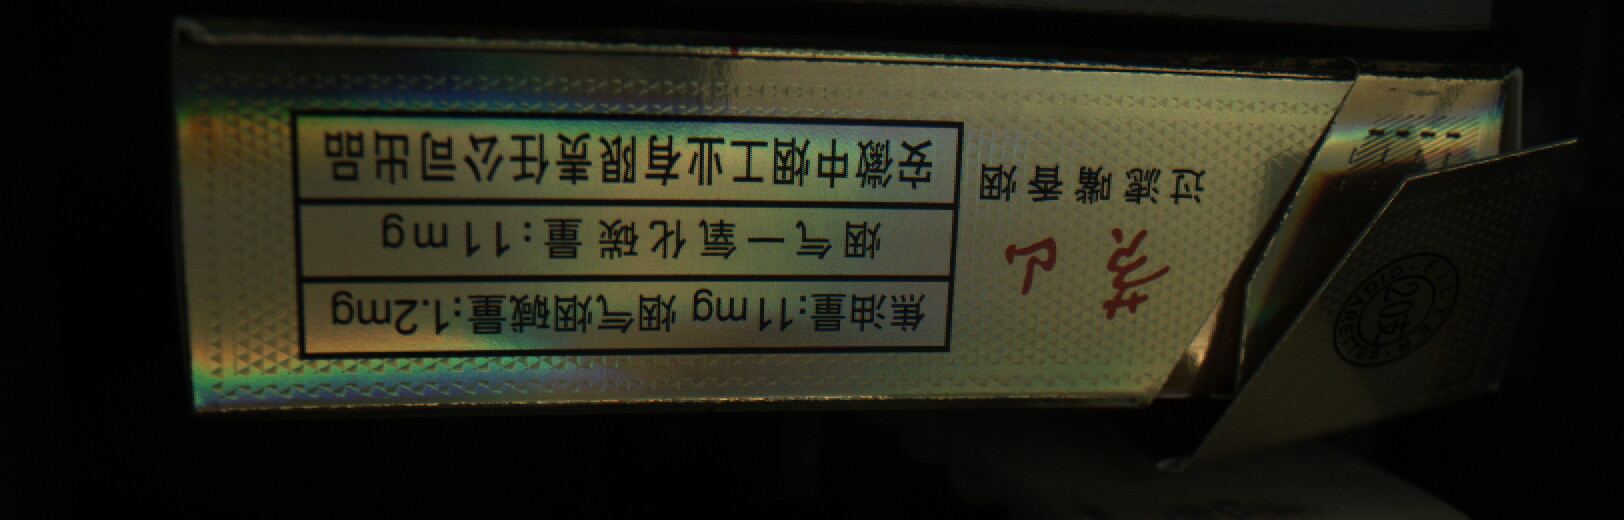 黄山
过滤嘴香烟
焦油量:11mg 烟气烟碱量:1.2mg
烟气一氧化碳量:11mg
安徽中烟工业有限责任公司出品